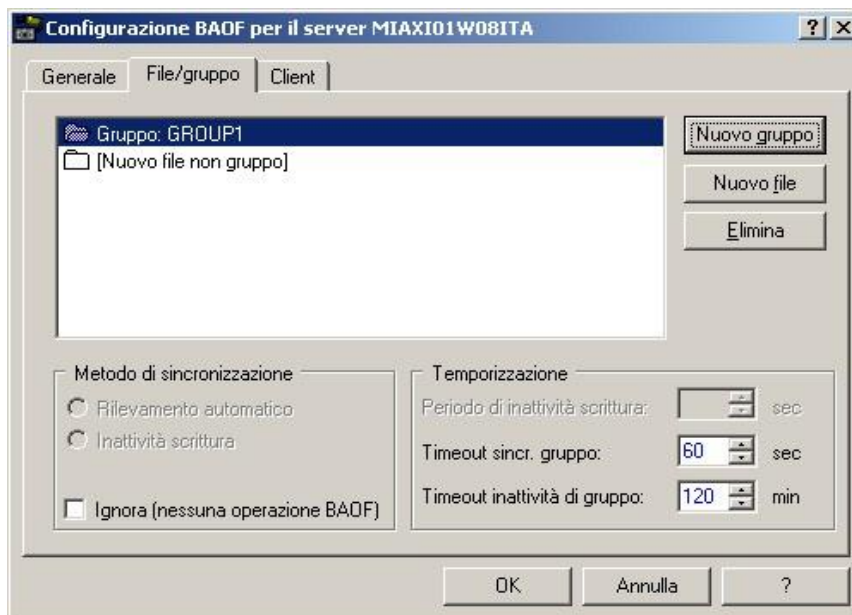 Configurazione BAOF per il server MIAXI01W08ITA
Generale
File/gruppo
Client
Gruppo: GROUP1
[Nuovo file non gruppo]
Nuovo gruppo
Nuovo file
Elimina
Metodo di sincronizzazione
Rilevamento automatico
Inattività scrittura
Ignora (nessuna operazione BAOF)
Temporizzazione
Periodo di inattività scrittura: sec
Timeout sincr. gruppo: 60 sec
Timeout inattività di gruppo: 120 min
OK
Annulla
?